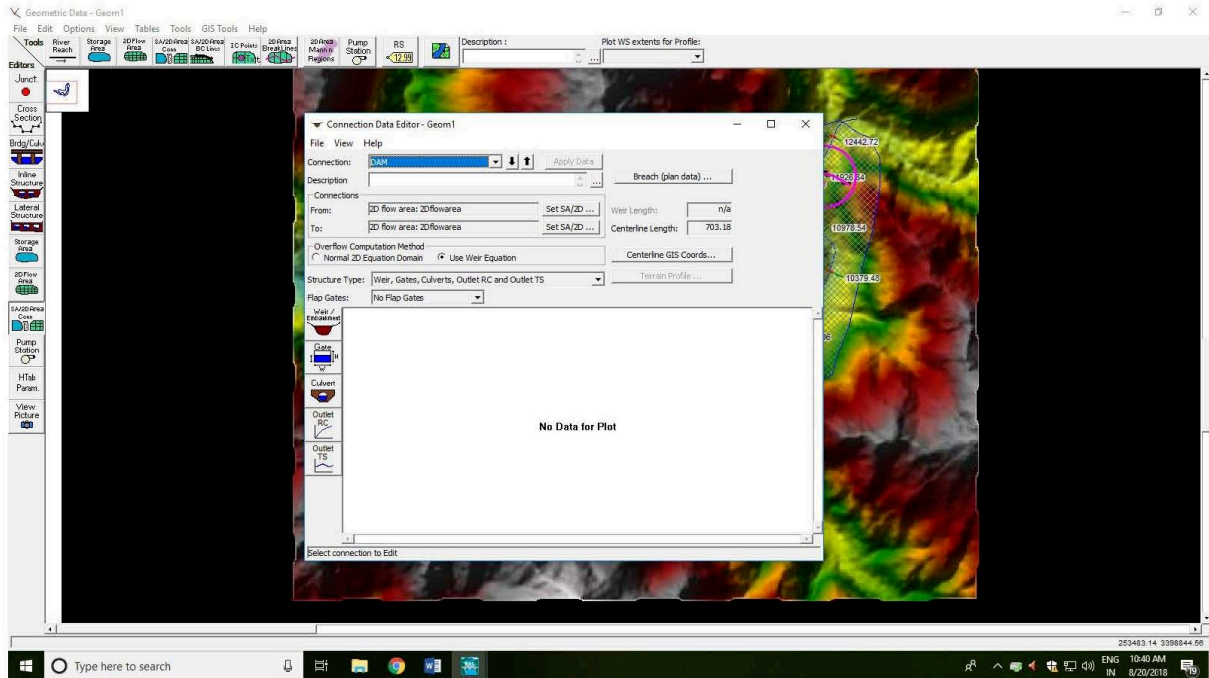 Geometric Data - Geom1
File Edit Options View Tables Tools GIS Tools Help
Tools
River Reach
Storage Area
2D Flow Area
SA/2D Area Conn
SA/2D Area BC Lines
IC Points
2D Area BreakLines
2D Area Mann n Regions
Pump Station
RS
12.99
Description :
...
Plot WS extents for Profile:
Editors
Junct.
Cross Section
Brdg/Culv
Inline Structure
Lateral Structure
Storage Area
2D Flow Area
SA/2D Area Conn
Pump Station
HTab Param.
View Picture
Connection Data Editor - Geom1
File View Help
Connection: DAM
Apply Data
Description
...
Breach (plan data) ...
Connections
From: 2D flow area: 2Dflowarea Set SA/2D ...
Weir Length: n/a
To: 2D flow area: 2Dflowarea Set SA/2D ...
Centerline Length: 703.18
Overflow Computation Method
Normal 2D Equation Domain Use Weir Equation
Centerline GIS Coords...
Structure Type: Weir, Gates, Culverts, Outlet RC and Outlet TS
Terrain Profile ...
Flap Gates: No Flap Gates
Weir / Embankment
Gate
H
W
Culvert
Outlet RC
Outlet TS
No Data for Plot
Select connection to Edit
12442.72
10978.54
10379.48
253483.14 3398844.56
Type here to search
ENG
IN
10:40 AM
8/20/2018
19